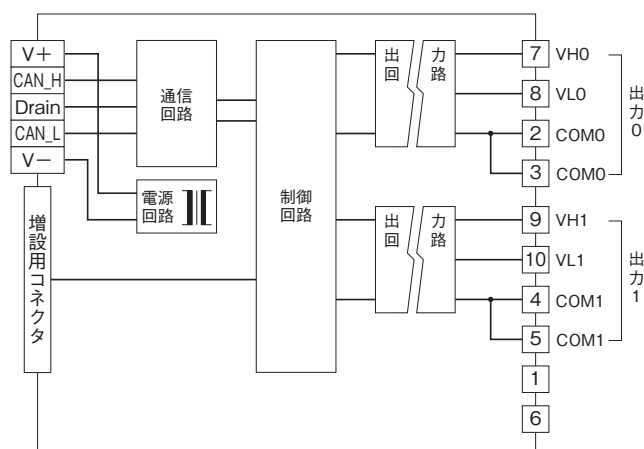 V+
CAN_H
Drain
CAN_L
V−
増設用コネクタ
通信
回路
電源
回路
制御
回路
出力
回路
7 VH0
8 VL0
2 COM0
3 COM0
出力0
出力
回路
9 VH1
10 VL1
4 COM1
5 COM1
出力1
1
6